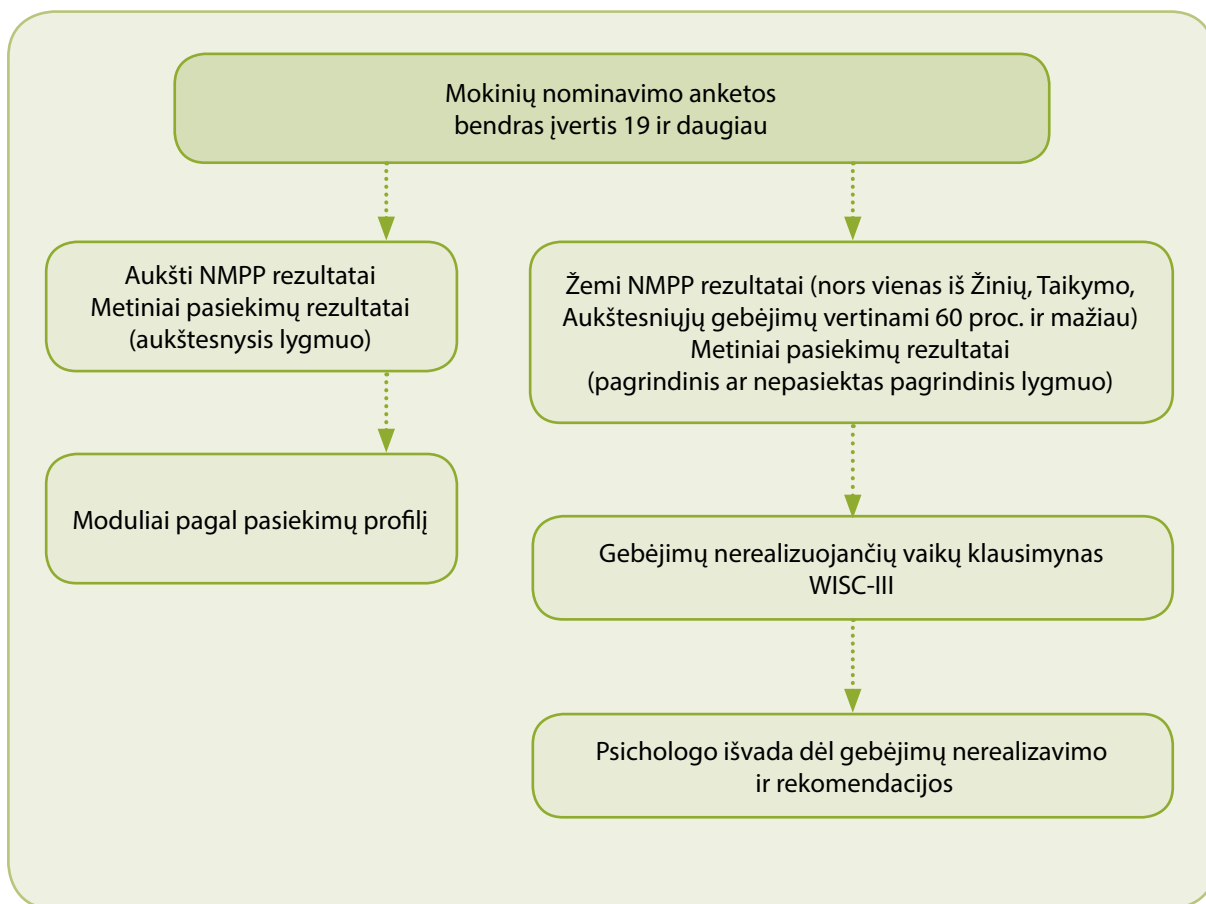 Mokinių nominavimo anketos
bendras įvertis 19 ir daugiau
Aukšti NMPP rezultatai
Metiniai pasiekimų rezultatai
(aukštesnysis lygmuo)
Moduliai pagal pasiekimų profilį
Žemi NMPP rezultatai (nors vienas iš Žinių, Taikymo,
Aukštesniųjų gebėjimų vertinami 60 proc. ir mažiau)
Metiniai pasiekimų rezultatai
(pagrindinis ar nepasiektas pagrindinis lygmuo)
Gebėjimų nerealizuojančių vaikų klausimynas
WISC-III
Psichologo išvada dėl gebėjimų nerealizavimo
ir rekomendacijos